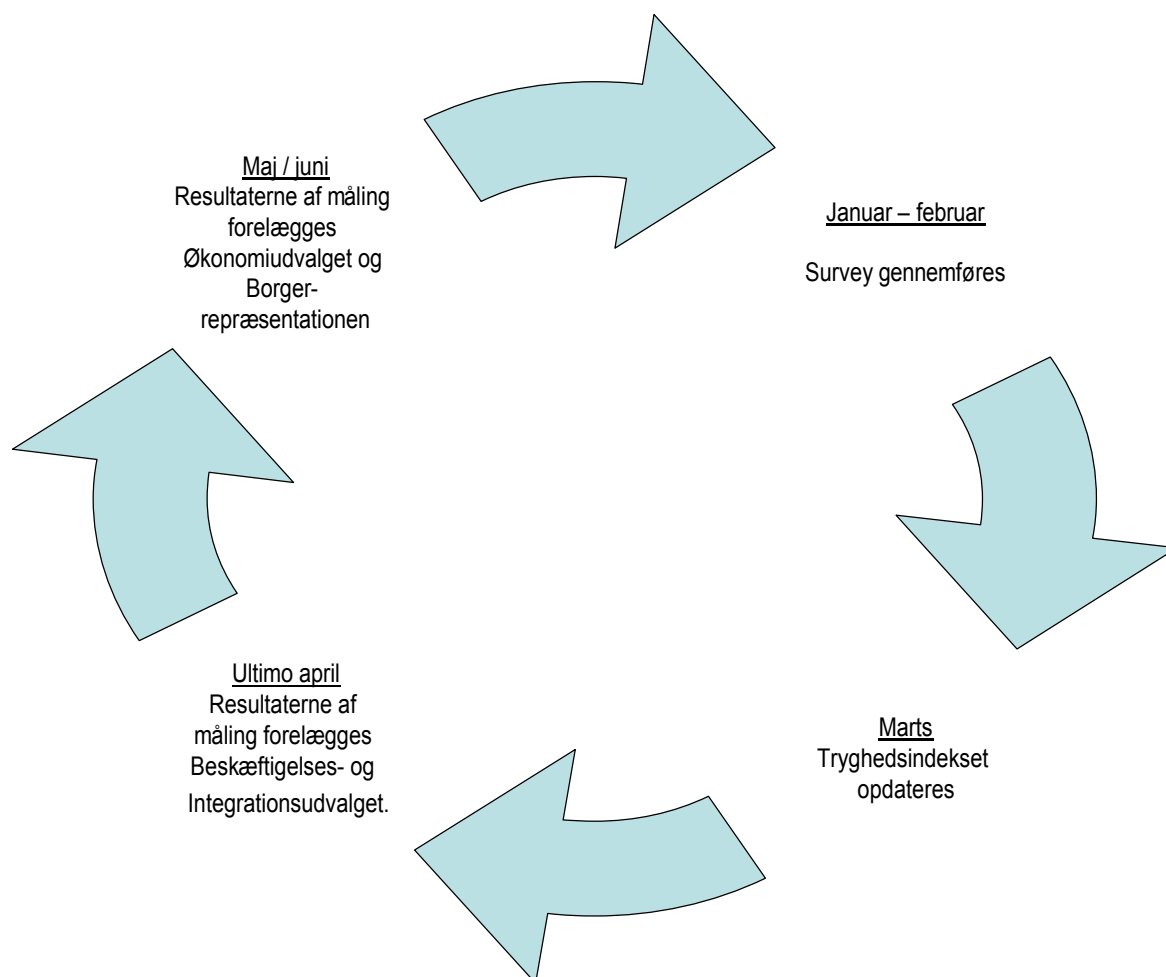 Maj / juni
Resultaterne af måling
forelægges
Økonomiudvalget og
Borger-
repræsentationen
Januar – februar
Survey gennemføres
Ultimo april
Resultaterne af
måling forelægges
Beskæftigelses- og
Integrationsudvalget.
Marts
Tryghedsindekset
opdateres